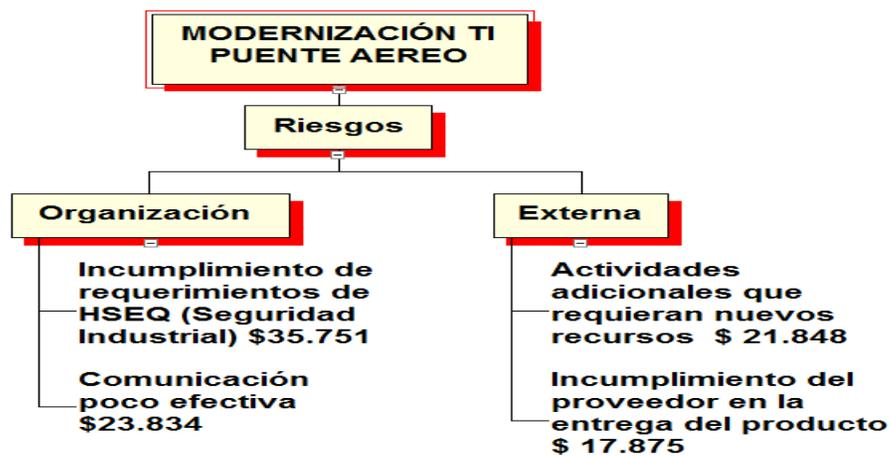 MODERNIZACIÓN TI
PUENTE AEREO
Riesgos
Organización
Externa
Incumplimiento de
requerimientos de
HSEQ (Seguridad
Industrial) $35.751
Comunicación
poco efectiva
$23.834
Actividades
adicionales que
requieran nuevos
recursos $ 21.848
Incumplimiento del
proveedor en la
entrega del producto
$ 17.875